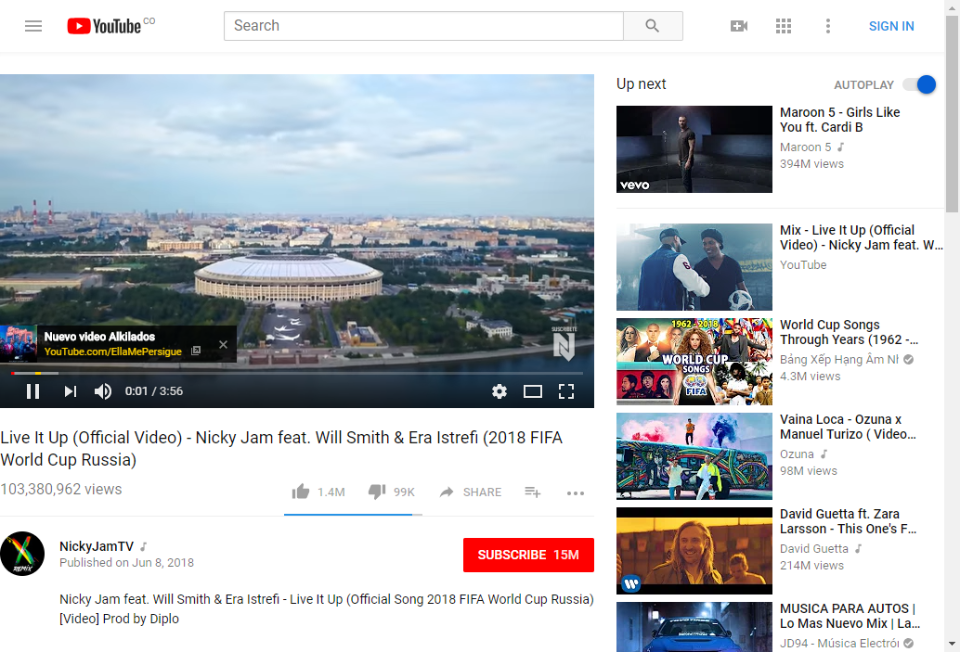 YouTube CO
Search
SIGN IN
Up next
AUTOPLAY
Maroon 5 - Girls Like
You ft. Cardi B
Maroon 5
394M views
vevo
Mix - Live It Up (Official
Video) - Nicky Jam feat. W...
YouTube
1962 - 2018
WORLD CUP
SONGS
FIFA
World Cup Songs
Through Years (1962 -...
Bảng Xếp Hạng Âm Nh
4.3M views
Vaina Loca - Ozuna x
Manuel Turizo ( Video...
Ozuna
98M views
W
David Guetta ft. Zara
Larsson - This One's F...
David Guetta
214M views
MUSICA PARA AUTOS |
Lo Mas Nuevo Mix | La...
JD94 - Música Electrón
SUSCRIBETE
N
Nuevo video Alkilados
YouTube.com/EllaMePersigue
0:01 / 3:56
Live It Up (Official Video) - Nicky Jam feat. Will Smith & Era Istrefi (2018 FIFA
World Cup Russia)
103,380,962 views
1.4M
99K
SHARE
REMIX
NickyJamTV
Published on Jun 8, 2018
SUBSCRIBE 15M
Nicky Jam feat. Will Smith & Era Istrefi - Live It Up (Official Song 2018 FIFA World Cup Russia)
[Video] Prod by Diplo